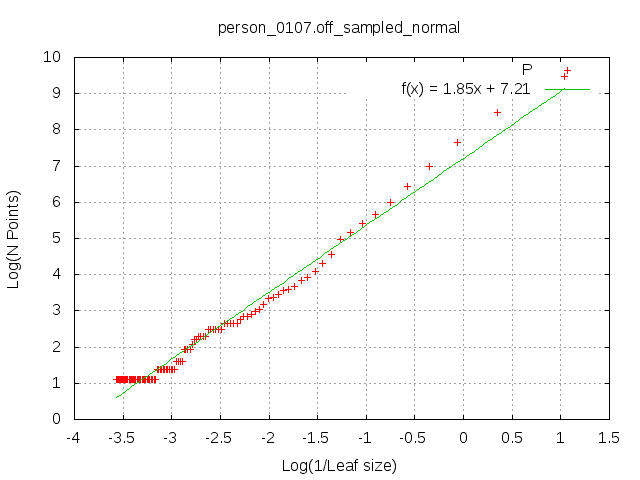 person_0107.off_sampled_normal
10
9
8
7
6
5
4
3
2
1
0
Log(N Points)
P
f(x) = 1.85x + 7.21
-4 -3.5 -3 -2.5 -2 -1.5 -1 -0.5 0 0.5 1 1.5
Log(1/Leaf size)